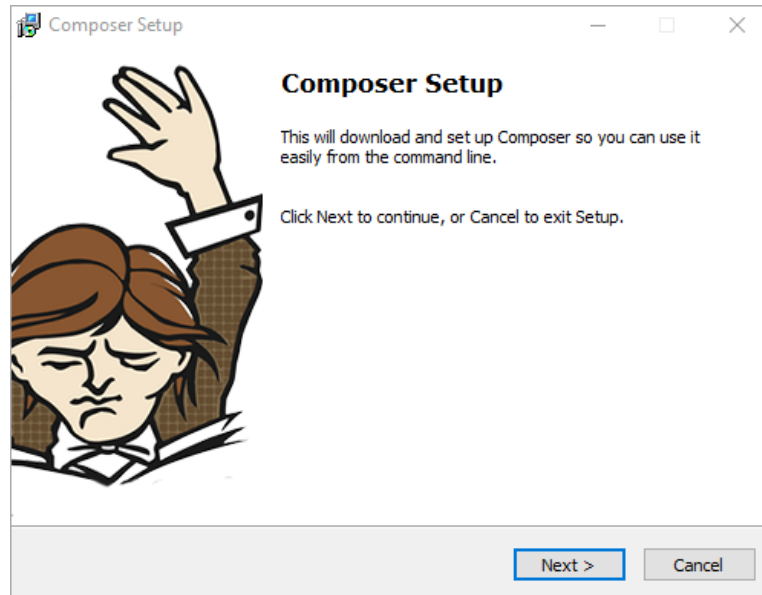 Composer Setup
Composer Setup
This will download and set up Composer so you can use it
easily from the command line.
Click Next to continue, or Cancel to exit Setup.
Next >
Cancel